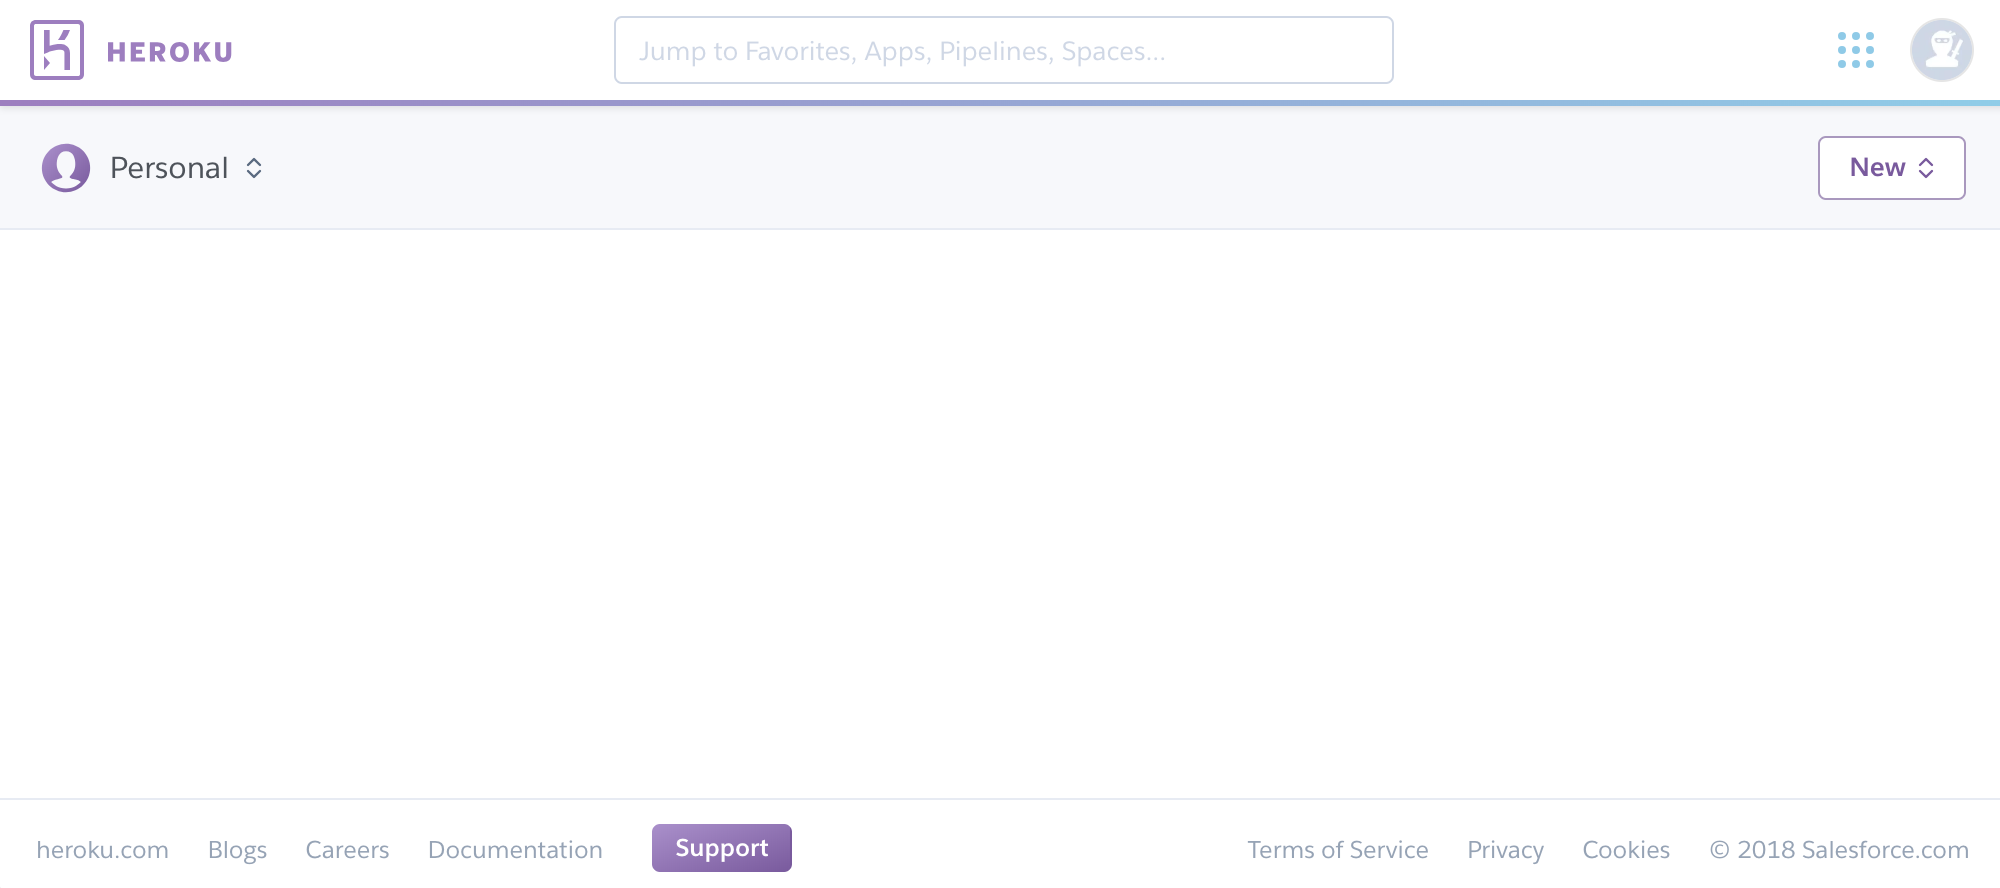 HEROKU
Jump to Favorites, Apps, Pipelines, Spaces...
Personal
New
heroku.com Blogs Careers Documentation Support Terms of Service Privacy Cookies © 2018 Salesforce.com